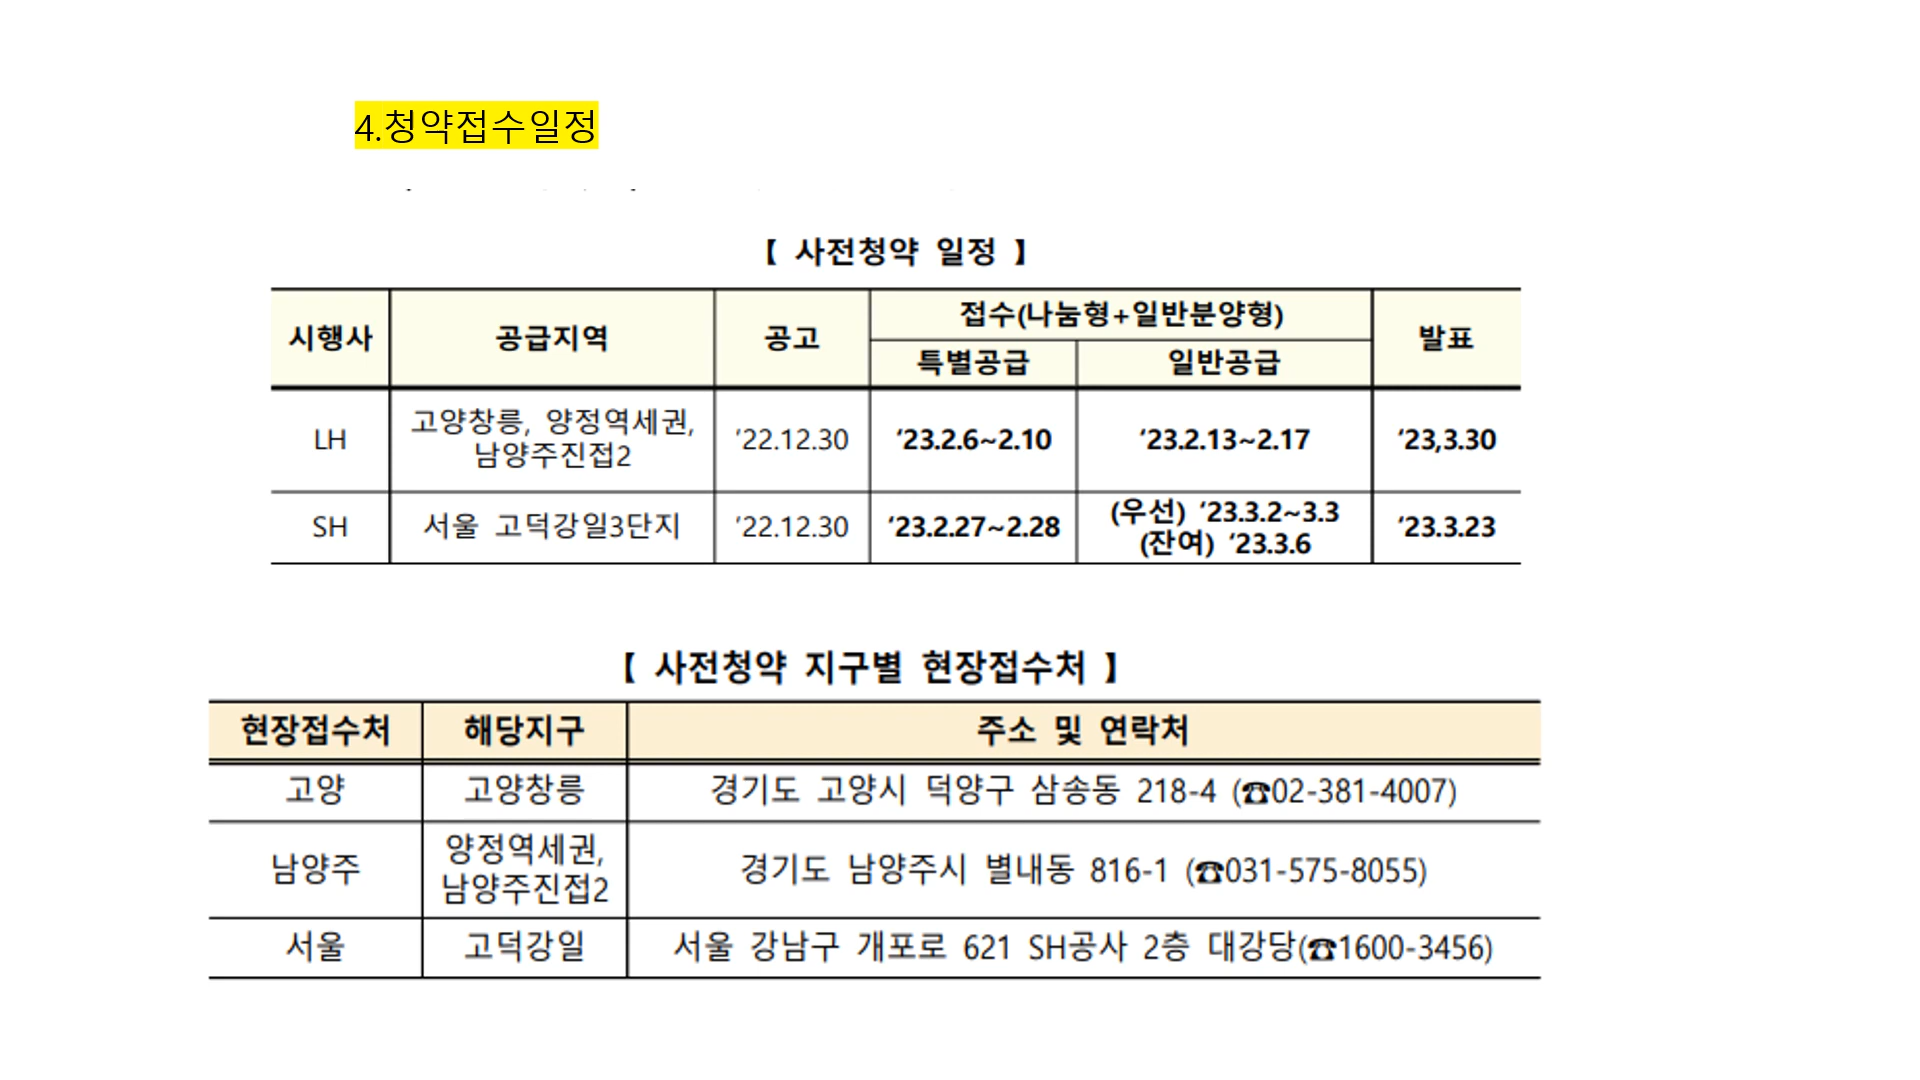 4.청약접수일정
【 사전청약 일정 】
시행사 공급지역 공고 접수(나눔형+일반분양형) 발표
특별공급 일반공급
LH 고양창릉, 양정역세권, 남양주진접2 ‘22.12.30 ‘23.2.6~2.10 ‘23.2.13~2.17 ‘23,3.30
SH 서울 고덕강일3단지 ‘22.12.30 ‘23.2.27~2.28 (우선) ‘23.3.2~3.3 (잔여) ‘23.3.6 ‘23.3.23
【 사전청약 지구별 현장접수처 】
현장접수처 해당지구 주소 및 연락처
고양 고양창릉 경기도 고양시 덕양구 삼송동 218-4 (☎02-381-4007)
남양주 양정역세권, 남양주진접2 경기도 남양주시 별내동 816-1 (☎031-575-8055)
서울 고덕강일 서울 강남구 개포로 621 SH공사 2층 대강당(☎1600-3456)